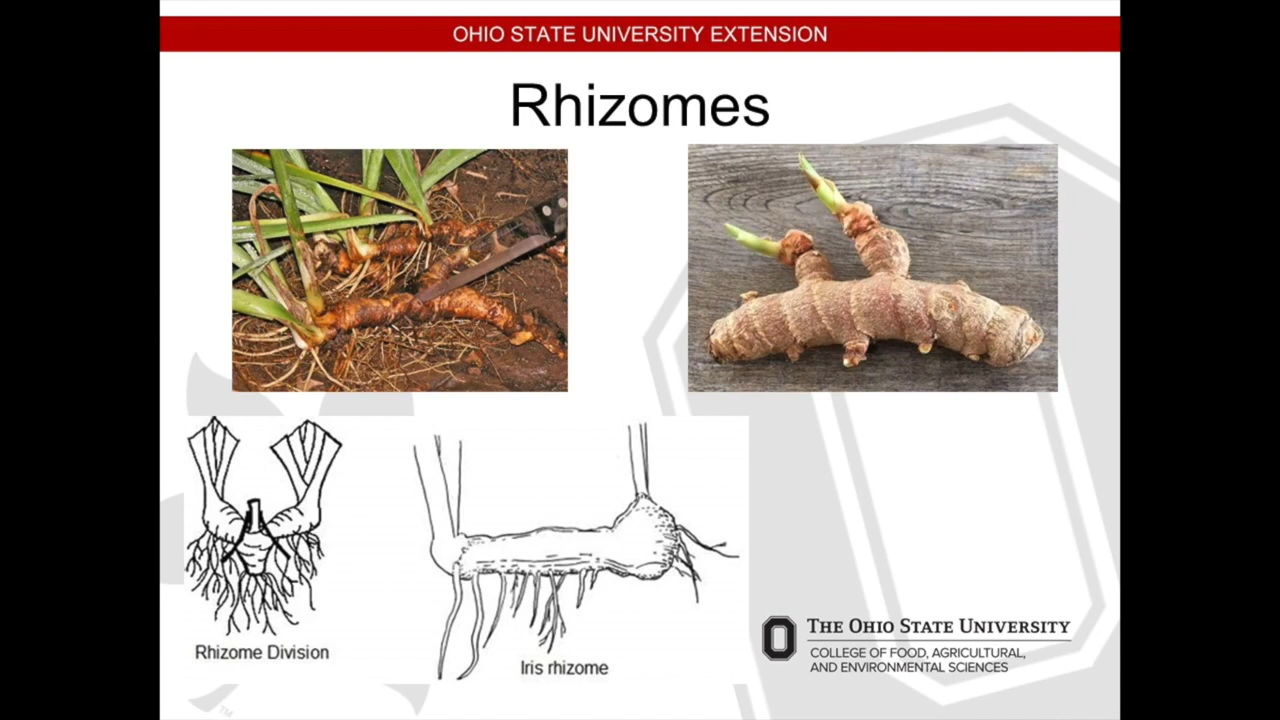 OHIO STATE UNIVERSITY EXTENSION
Rhizomes
Rhizome Division
Iris rhizome
THE OHIO STATE UNIVERSITY
COLLEGE OF FOOD, AGRICULTURAL,
AND ENVIRONMENTAL SCIENCES
TM